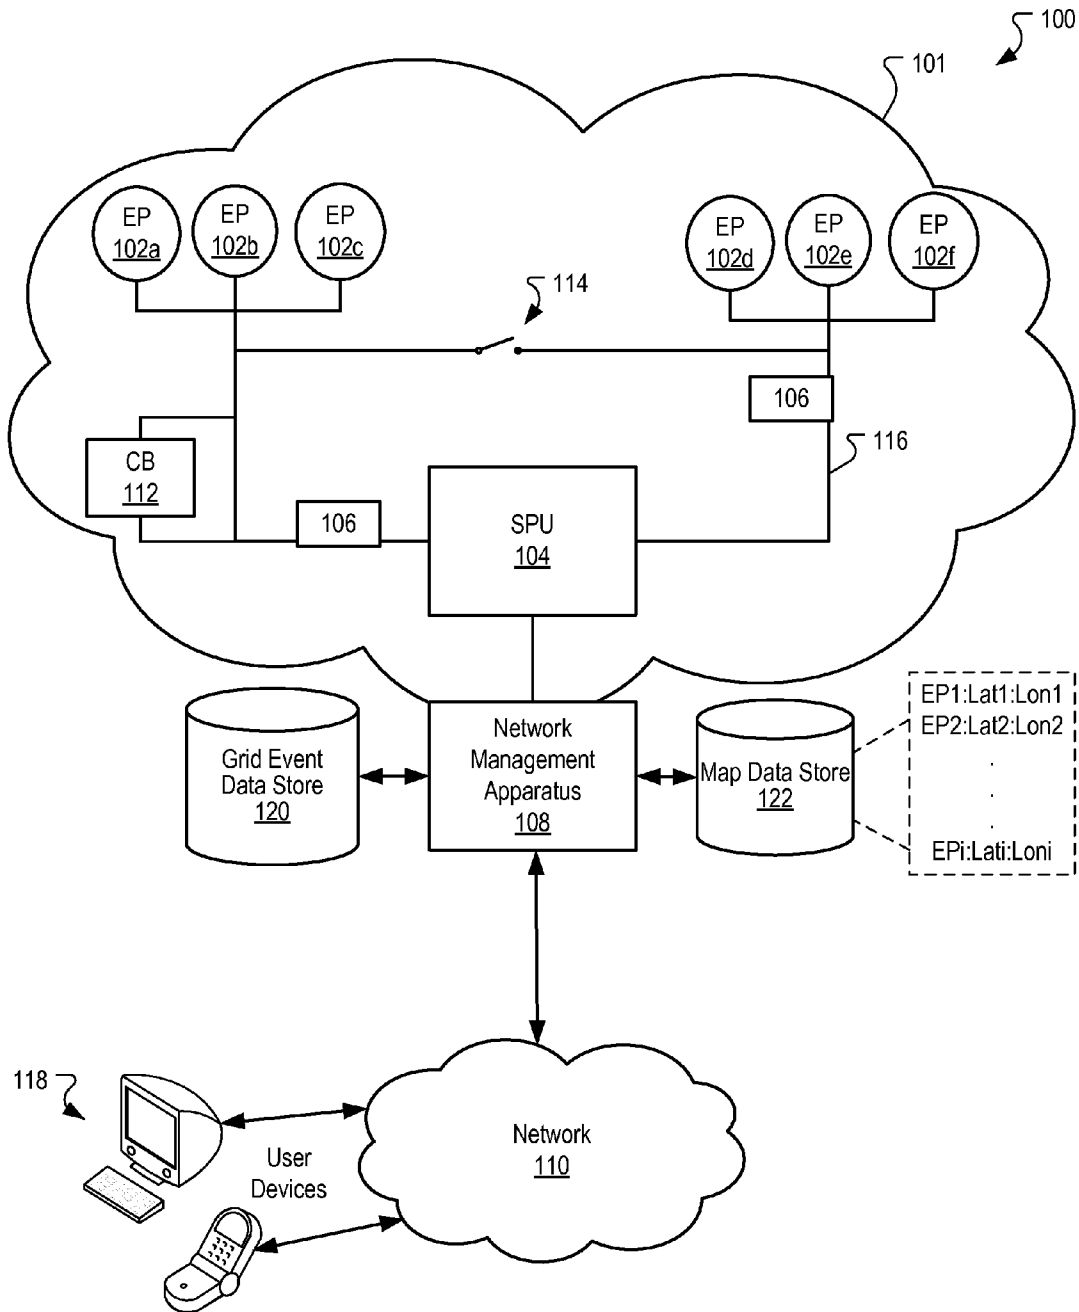 100
101
EP
102a
EP
102b
EP
102c
EP
102d
EP
102e
EP
102f
114
106
116
CB
112
106
SPU
104
Grid Event
Data Store
120
Network
Management
Apparatus
108
Map Data Store
122
EP1:Lat1:Lon1
EP2:Lat2:Lon2
.
.
.
EPi:Lati:Loni
118
User
Devices
Network
110